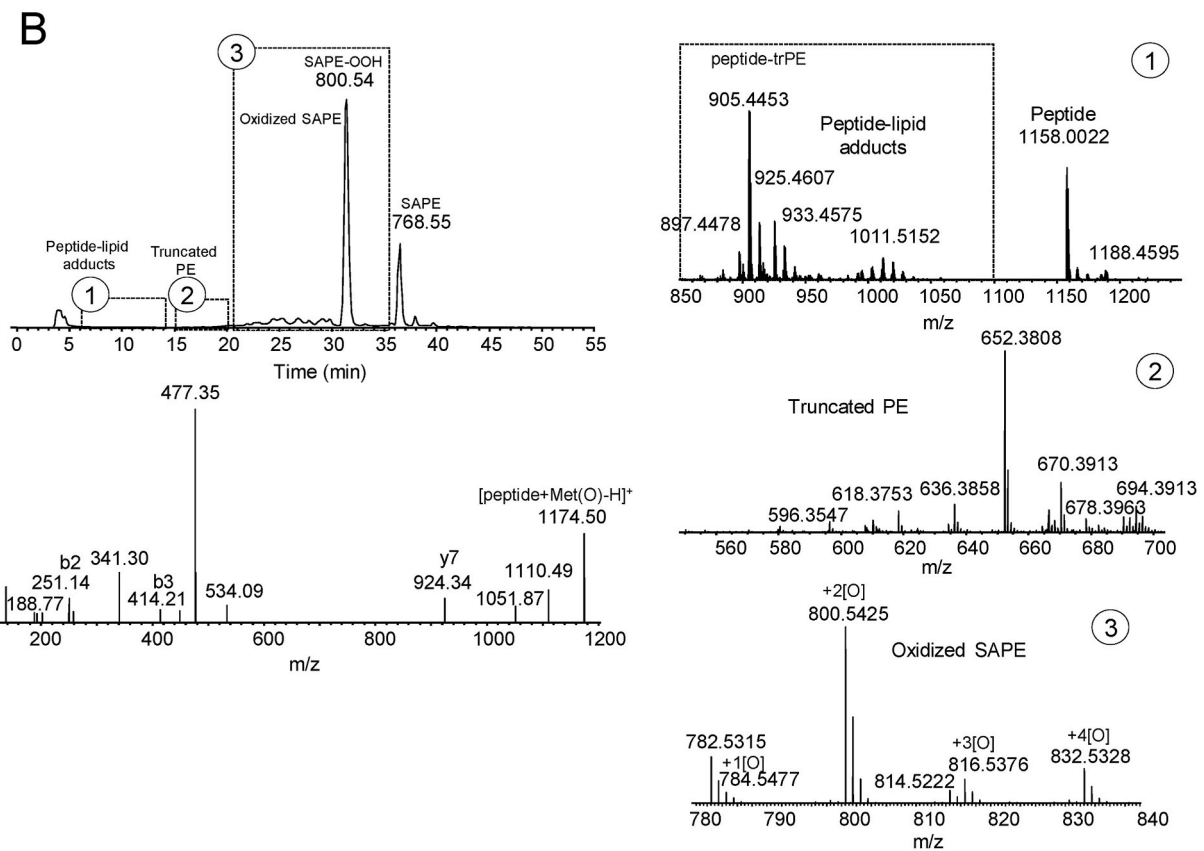 B
3
SAPE-OOH
800.54
Oxidized SAPE
SAPE
768.55
Peptide-lipid
adducts
1
Truncated
PE
2
0 5 10 15 20 25 30 35 40 45 50 55
Time (min)
477.35
[peptide+Met(O)-H]+
1174.50
b2
251.14
341.30
b3
414.21
188.77
534.09
y7
924.34
1110.49
1051.87
200 400 600 800 1000 1200
m/z
1
peptide-trPE
905.4453
Peptide-lipid
adducts
Peptide
1158.0022
925.4607
897.4478
933.4575
1011.5152
1188.4595
850 900 950 1000 1050 1100 1150 1200
m/z
2
652.3808
Truncated PE
670.3913
618.3753
636.3858
694.3913
678.3963
596.3547
560 580 600 620 640 660 680 700
m/z
3
+2[O]
800.5425
Oxidized SAPE
782.5315
+1[O]
784.5477
814.5222
+3[O]
816.5376
+4[O]
832.5328
780 790 800 810 820 830 840
m/z